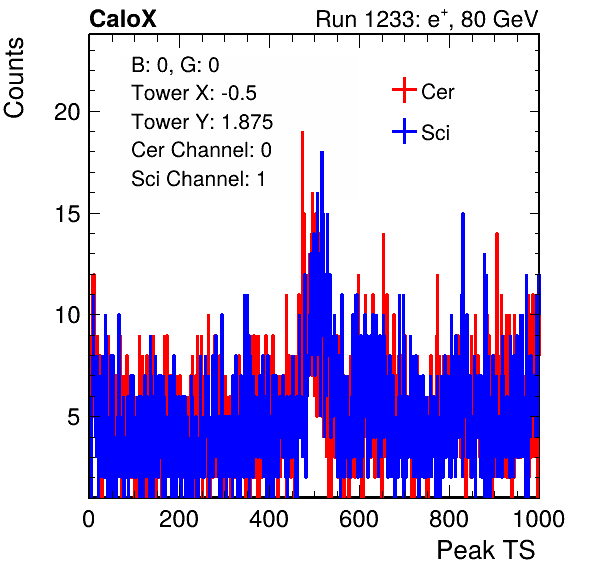 CaloX Run 1233: e⁺, 80 GeV
Counts
B: 0, G: 0
Tower X: -0.5
Tower Y: 1.875
Cer Channel: 0
Sci Channel: 1
Cer
Sci
20
15
10
5
0 200 400 600 800 1000
Peak TS